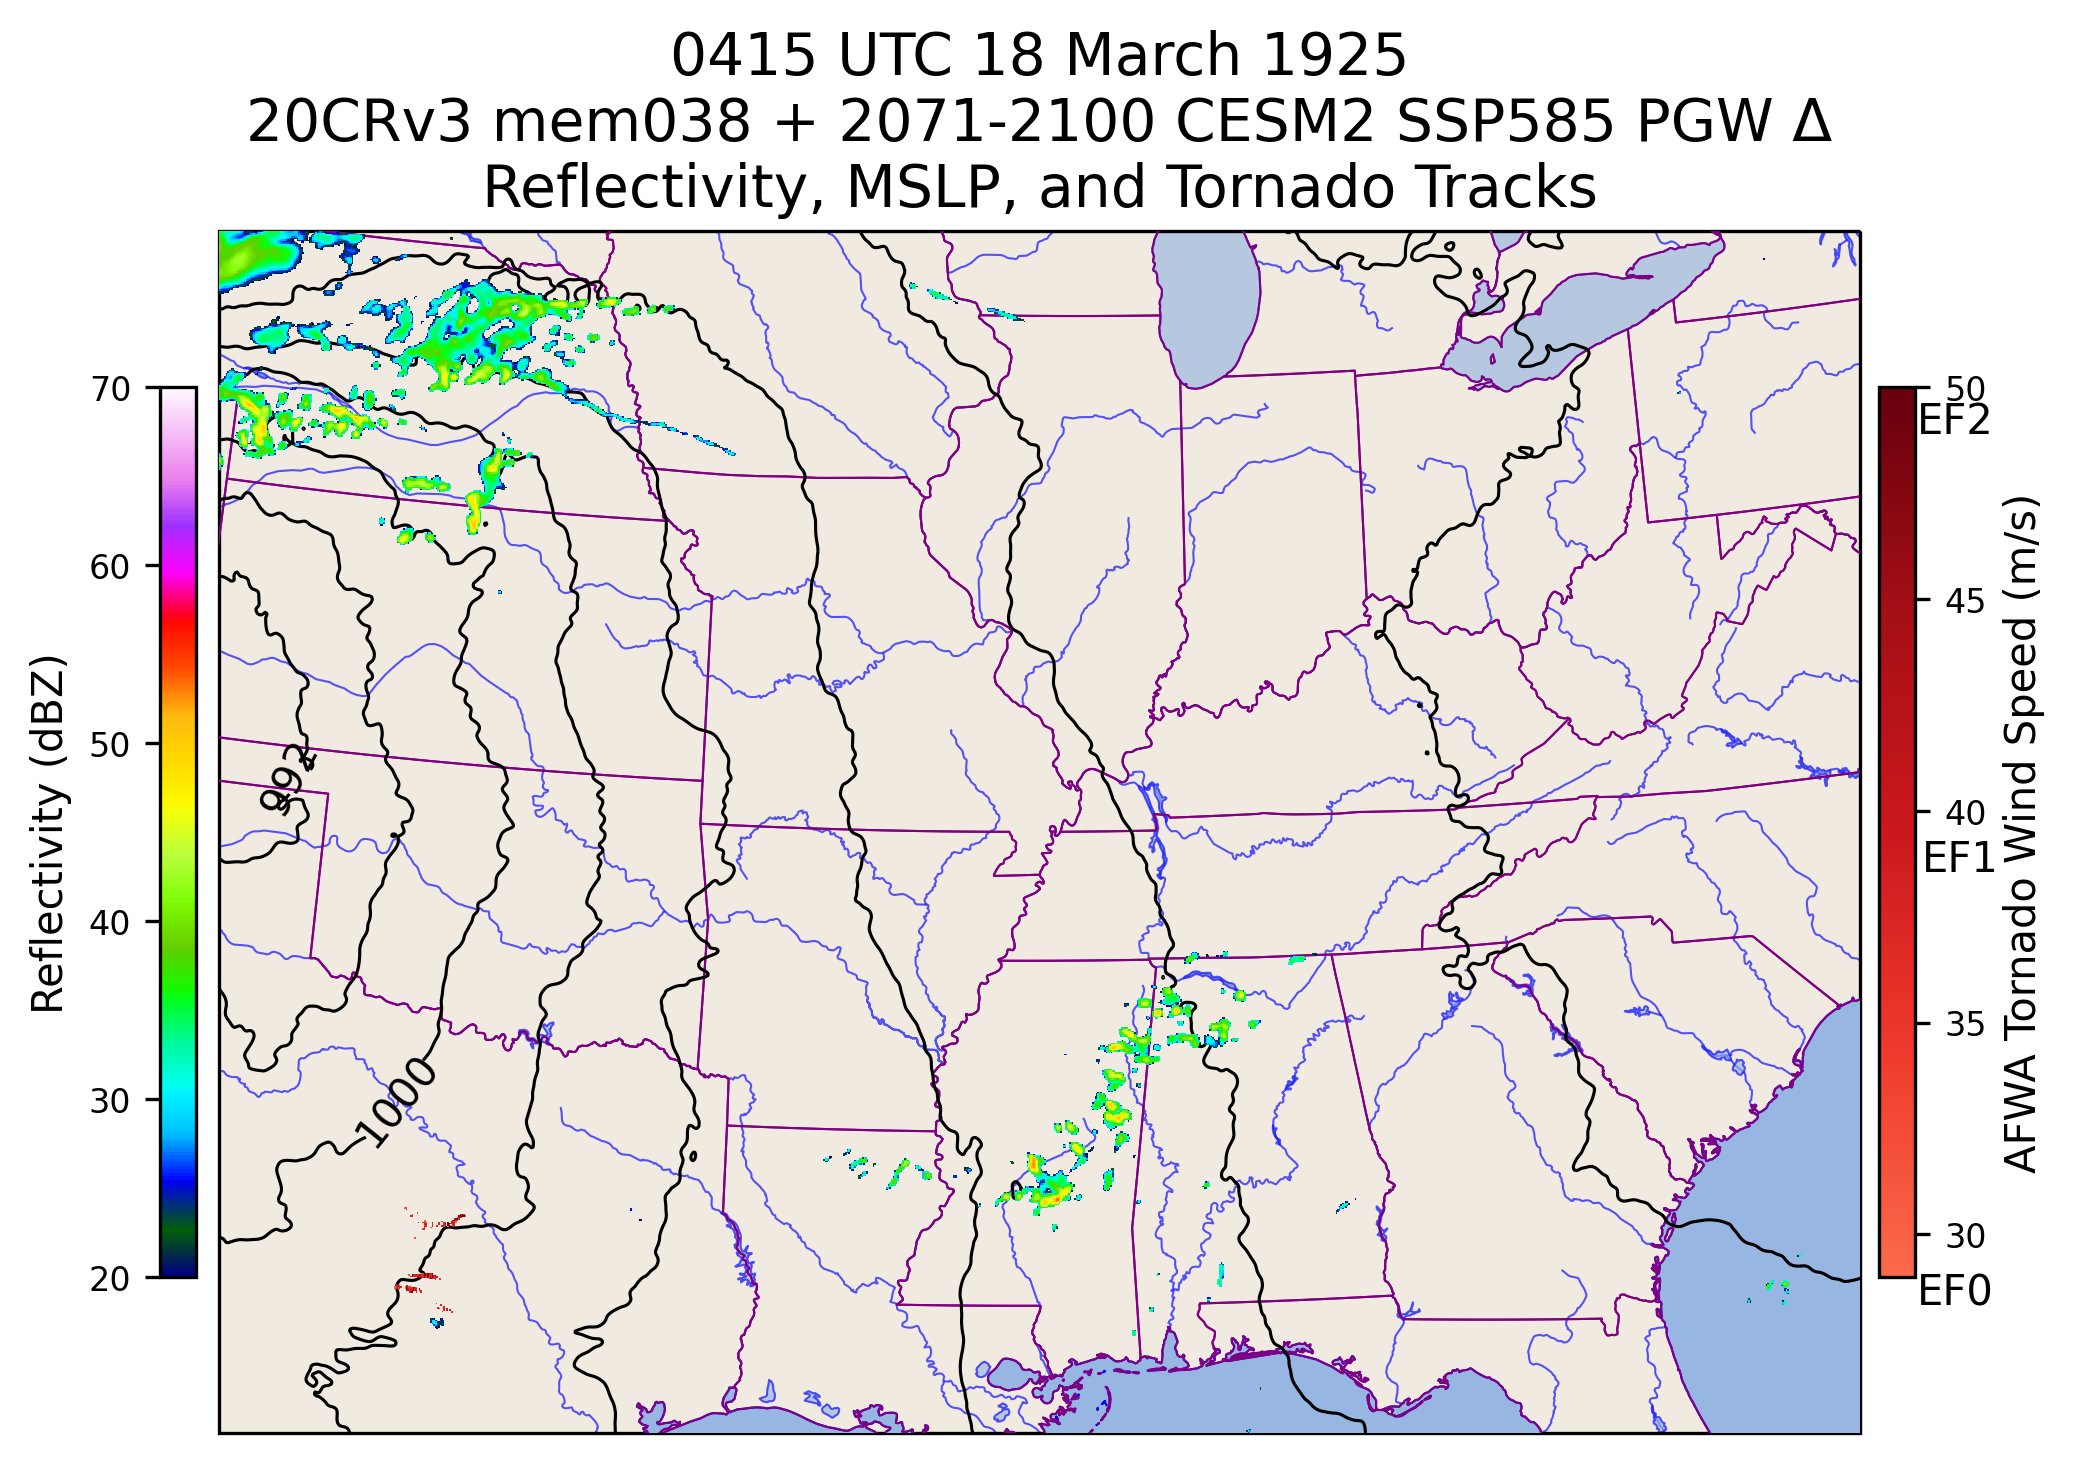 0415 UTC 18 March 1925
20CRv3 mem038 + 2071-2100 CESM2 SSP585 PGW Δ
Reflectivity, MSLP, and Tornado Tracks
70
60
50
40
30
20
Reflectivity (dBZ)
992
1000
50
EF2
45
40
EF1
35
30
EF0
AFWA Tornado Wind Speed (m/s)